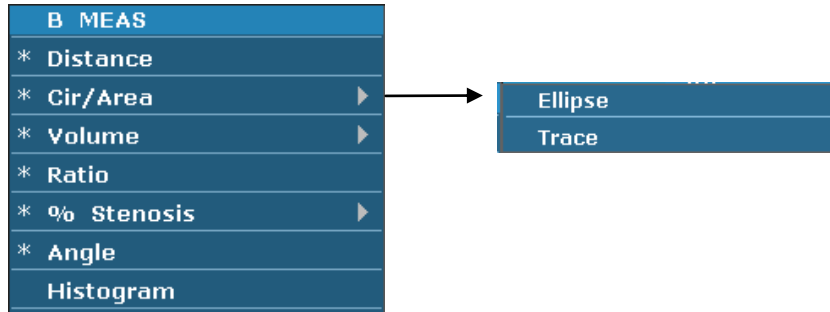 B MEAS
* Distance
* Cir/Area
* Volume
* Ratio
* % Stenosis
* Angle
Histogram
Ellipse
Trace